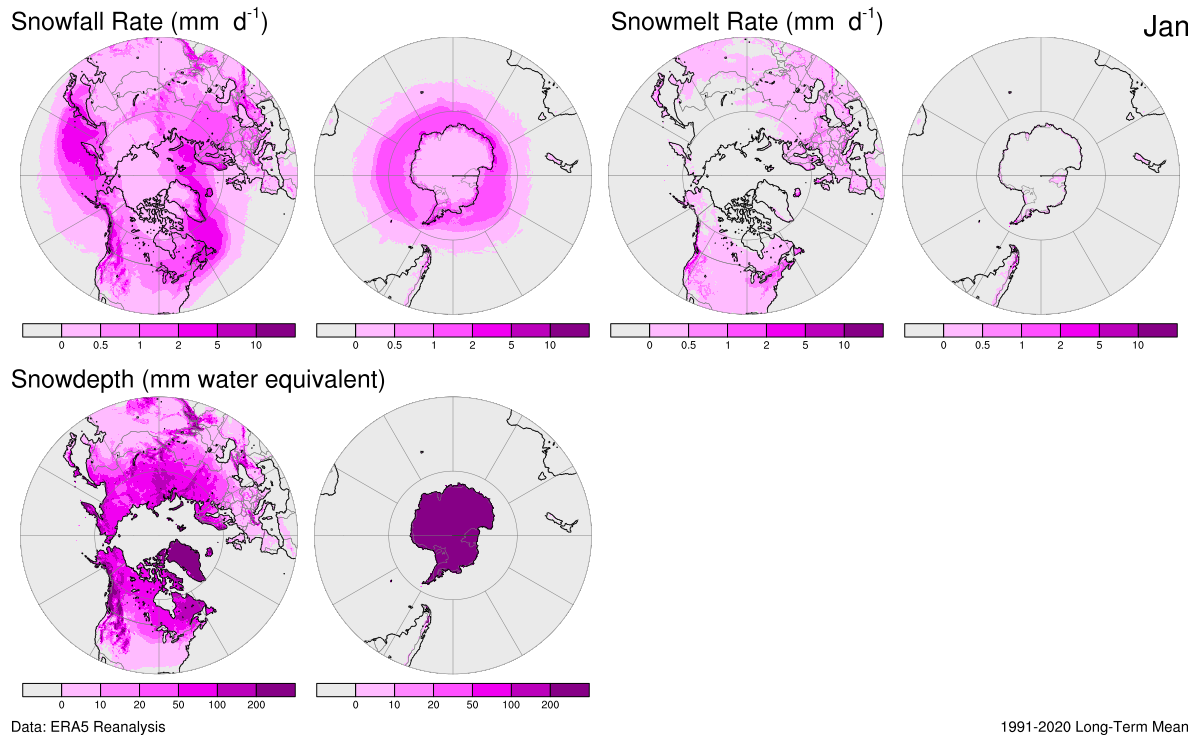 Snowfall Rate (mm d-1)
Snowmelt Rate (mm d-1)
Jan
0 0.5 1 2 5 10
0 0.5 1 2 5 10
0 0.5 1 2 5 10
0 0.5 1 2 5 10
Snowdepth (mm water equivalent)
0 10 20 50 100 200
0 10 20 50 100 200
Data: ERA5 Reanalysis
1991-2020 Long-Term Mean